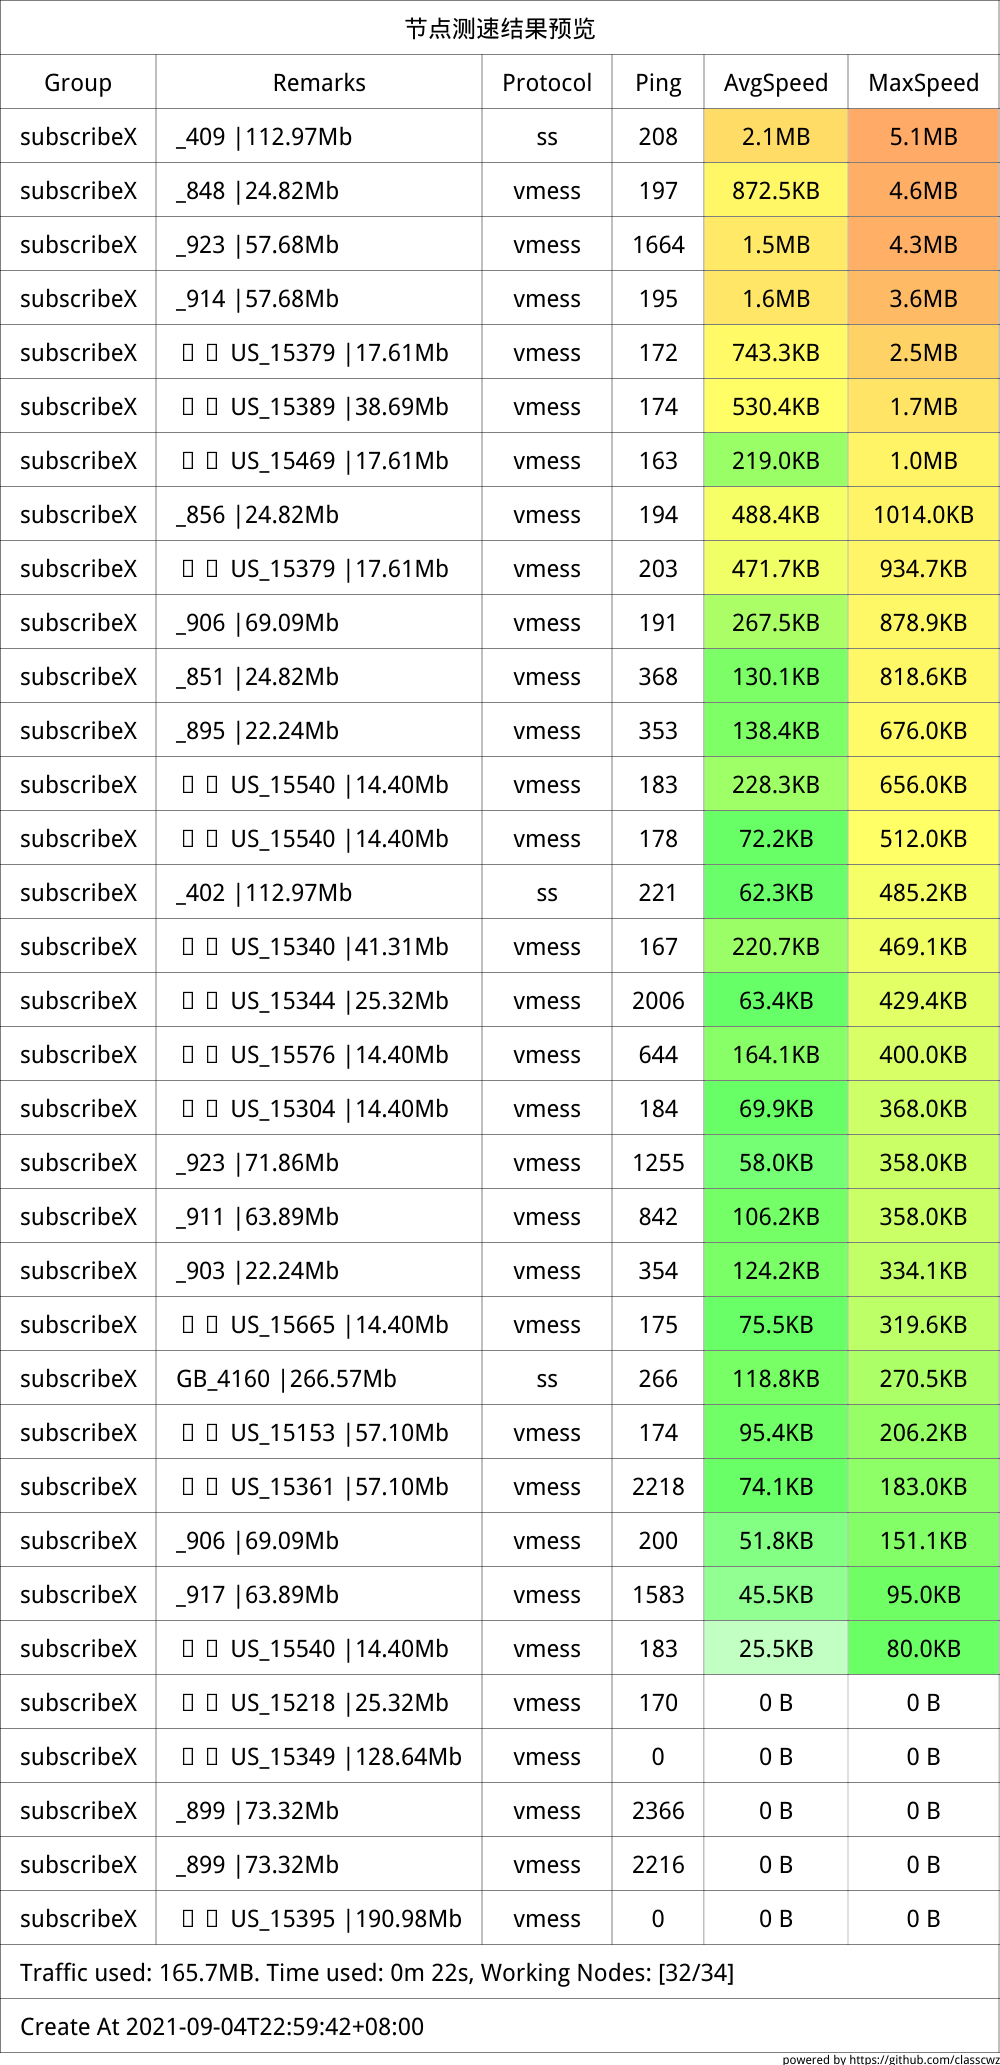 节点测速结果预览
Group Remarks Protocol Ping AvgSpeed MaxSpeed
subscribeX _409 |112.97Mb ss 208 2.1MB 5.1MB
subscribeX _848 |24.82Mb vmess 197 872.5KB 4.6MB
subscribeX _923 |57.68Mb vmess 1664 1.5MB 4.3MB
subscribeX _914 |57.68Mb vmess 195 1.6MB 3.6MB
subscribeX US_15379 |17.61Mb vmess 172 743.3KB 2.5MB
subscribeX US_15389 |38.69Mb vmess 174 530.4KB 1.7MB
subscribeX US_15469 |17.61Mb vmess 163 219.0KB 1.0MB
subscribeX _856 |24.82Mb vmess 194 488.4KB 1014.0KB
subscribeX US_15379 |17.61Mb vmess 203 471.7KB 934.7KB
subscribeX _906 |69.09Mb vmess 191 267.5KB 878.9KB
subscribeX _851 |24.82Mb vmess 368 130.1KB 818.6KB
subscribeX _895 |22.24Mb vmess 353 138.4KB 676.0KB
subscribeX US_15540 |14.40Mb vmess 183 228.3KB 656.0KB
subscribeX US_15540 |14.40Mb vmess 178 72.2KB 512.0KB
subscribeX _402 |112.97Mb ss 221 62.3KB 485.2KB
subscribeX US_15340 |41.31Mb vmess 167 220.7KB 469.1KB
subscribeX US_15344 |25.32Mb vmess 2006 63.4KB 429.4KB
subscribeX US_15576 |14.40Mb vmess 644 164.1KB 400.0KB
subscribeX US_15304 |14.40Mb vmess 184 69.9KB 368.0KB
subscribeX _923 |71.86Mb vmess 1255 58.0KB 358.0KB
subscribeX _911 |63.89Mb vmess 842 106.2KB 358.0KB
subscribeX _903 |22.24Mb vmess 354 124.2KB 334.1KB
subscribeX US_15665 |14.40Mb vmess 175 75.5KB 319.6KB
subscribeX GB_4160 |266.57Mb ss 266 118.8KB 270.5KB
subscribeX US_15153 |57.10Mb vmess 174 95.4KB 206.2KB
subscribeX US_15361 |57.10Mb vmess 2218 74.1KB 183.0KB
subscribeX _906 |69.09Mb vmess 200 51.8KB 151.1KB
subscribeX _917 |63.89Mb vmess 1583 45.5KB 95.0KB
subscribeX US_15540 |14.40Mb vmess 183 25.5KB 80.0KB
subscribeX US_15218 |25.32Mb vmess 170 0 B 0 B
subscribeX US_15349 |128.64Mb vmess 0 0 B 0 B
subscribeX _899 |73.32Mb vmess 2366 0 B 0 B
subscribeX _899 |73.32Mb vmess 2216 0 B 0 B
subscribeX US_15395 |190.98Mb vmess 0 0 B 0 B
Traffic used: 165.7MB. Time used: 0m 22s, Working Nodes: [32/34]
Create At 2021-09-04T22:59:42+08:00
powered by https://github.com/classcwz